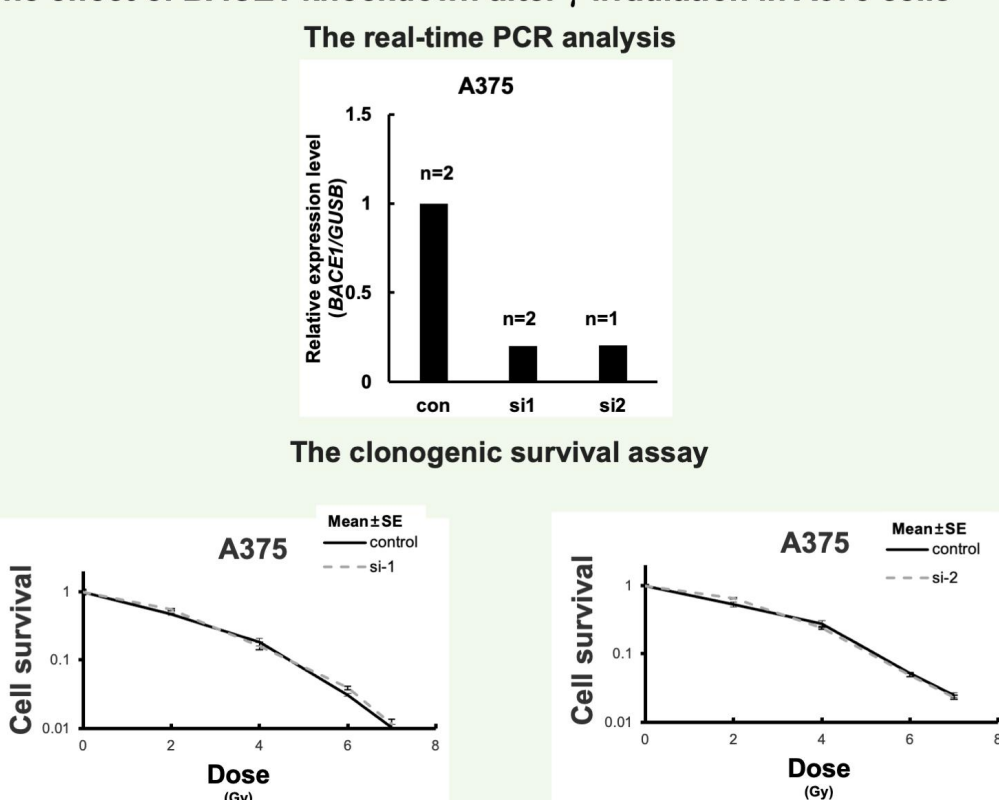 The real-time PCR analysis
A375
Relative expression level
(BACE1/GUSB)
1.5
1
0.5
0
n=2
n=2
n=1
con si1 si2
The clonogenic survival assay
Mean±SE
control
si-1
A375
Cell survival
1
0.1
0.01
0 2 4 6 8
Dose
(Gy)
Mean±SE
control
si-2
A375
Cell survival
1
0.1
0.01
0 2 4 6 8
Dose
(Gy)